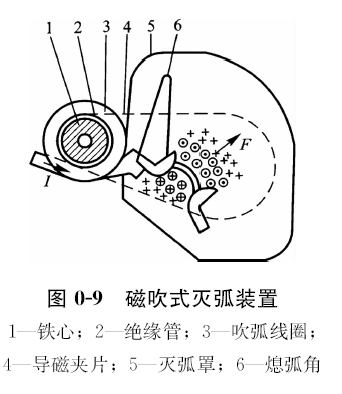 1 2 3 4 5 6
F
I
图 0-9 磁吹式灭弧装置
1—铁心；2—绝缘管；3—吹弧线圈；
4—导磁夹片；5—灭弧罩；6—熄弧角